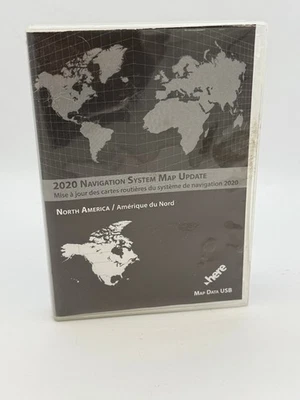 2020 NAVIGATION SYSTEM MAP UPDATE
Mise à jour des cartes routières du système de navigation 2020
NORTH AMERICA / Amérique du Nord
here
MAP DATA USB